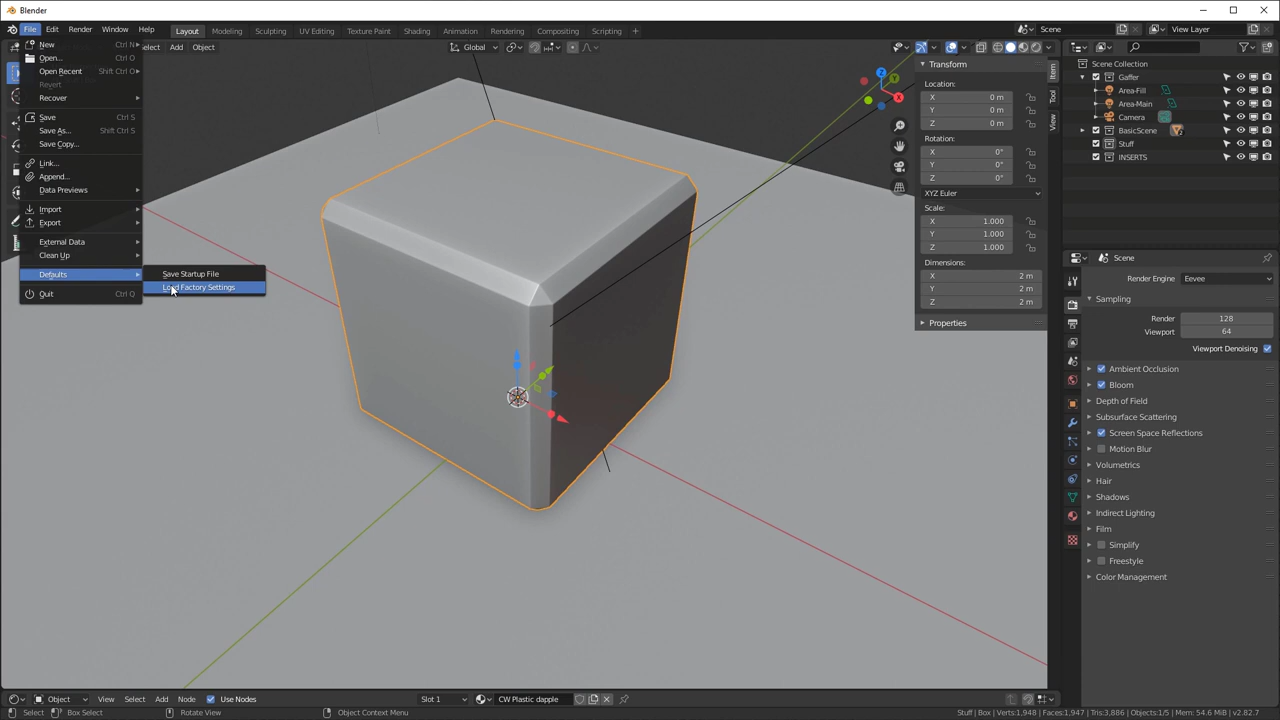 Blender
File Edit Render Window Help Layout Modeling Sculpting UV Editing Texture Paint Shading Animation Rendering Compositing Scripting + Scene View Layer
New Ctrl N
Open... Ctrl O
Open Recent Shift Ctrl O
Revert
Recover
Save Ctrl S
Save As... Shift Ctrl S
Save Copy...
Link...
Append...
Data Previews
Import
Export
External Data
Clean Up
Defaults
Quit Ctrl Q
Save Startup File
Load Factory Settings
elect Add Object Global
Z
Y
X
Transform
Location:
X 0 m
Y 0 m
Z 0 m
Rotation:
X 0°
Y 0°
Z 0°
XYZ Euler
Scale:
X 1.000
Y 1.000
Z 1.000
Dimensions:
X 2 m
Y 2 m
Z 2 m
Properties
Item
Tool
View
Scene Collection
Gaffer
Area-Fill
Area-Main
Camera
BasicScene
Stuff
INSERTS
Scene
Render Engine Eevee
Sampling
Render 128
Viewport 64
Viewport Denoising
Ambient Occlusion
Bloom
Depth of Field
Subsurface Scattering
Screen Space Reflections
Motion Blur
Volumetrics
Hair
Shadows
Indirect Lighting
Film
Simplify
Freestyle
Color Management
Object View Select Add Node Use Nodes Slot 1 CW Plastic dapple
Select Box Select Rotate View Object Context Menu Stuff | Box | Verts:1,948 | Faces:1,947 | Tris:3,886 | Objects:1/5 | Mem: 54.6 MiB | v2.82.7